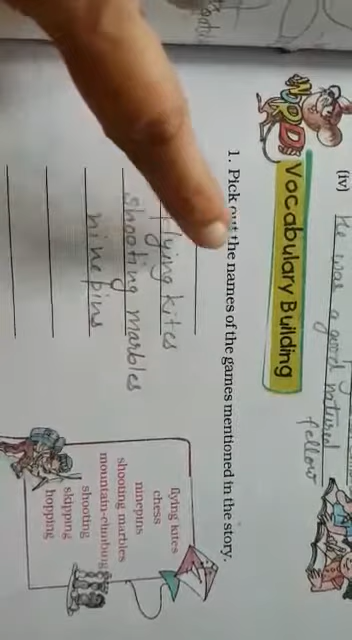 (iv) He was a good natured
fellow
WORD
Vocabulary Building
1. Pick out the names of the games mentioned in the story.
flying kites
shooting marbles
ninepins
flying kites
chess
ninepins
shooting marbles
mountain-climbing
shooting
skipping
hopping